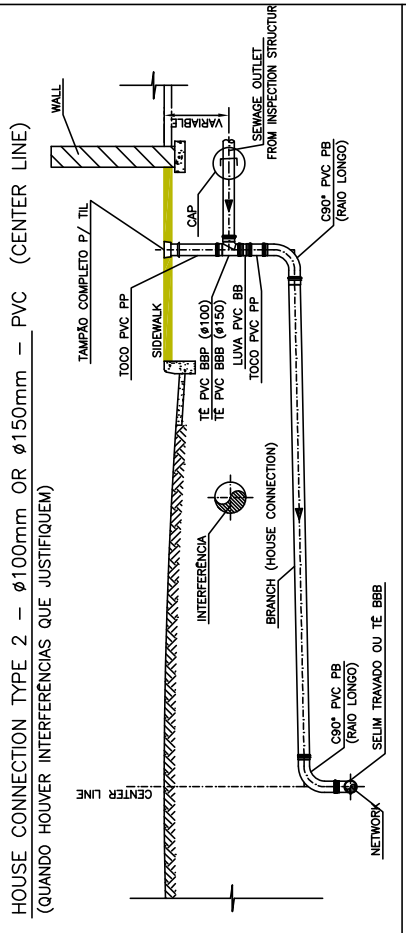 HOUSE CONNECTION TYPE 2 - ø100mm OR ø150mm - PVC (CENTER LINE)
(QUANDO HOUVER INTERFERÊNCIAS QUE JUSTIFIQUEM)
WALL
TAMPÃO COMPLETO P/ TIL
TOCO PVC PP
SIDEWALK
VARIABLE
CAP
SEWAGE OUTLET
FROM INSPECTION STRUCTUR
TÊ PVC BBP (ø100)
TÊ PVC BBB (ø150)
LUVA PVC BB
TOCO PVC PP
C90° PVC PB
(RAIO LONGO)
INTERFERÊNCIA
BRANCH (HOUSE CONNECTION)
CENTER LINE
C90° PVC PB
(RAIO LONGO)
SELIM TRAVADO OU TÊ BBB
NETWORK